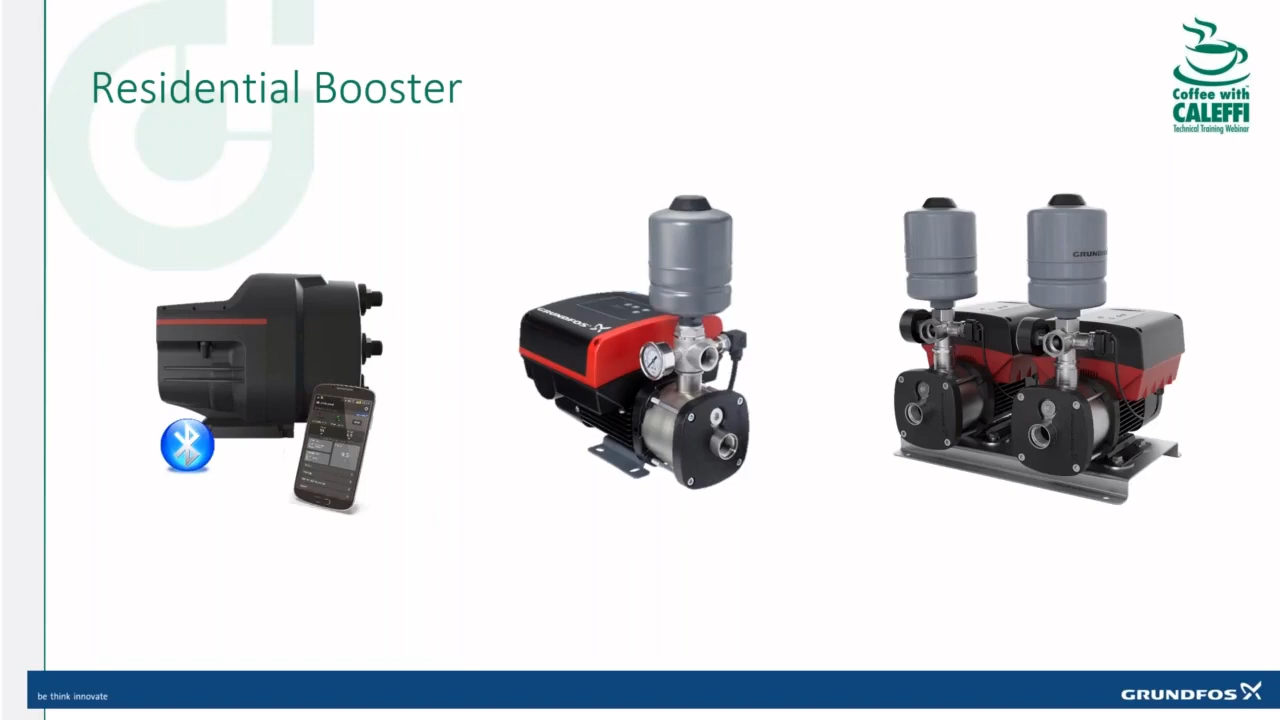 Residential Booster
Coffee with
CALEFFI
Technical Training Webinar
GRUNDFOS
GRUNDFOS
be think innovate
GRUNDFOS